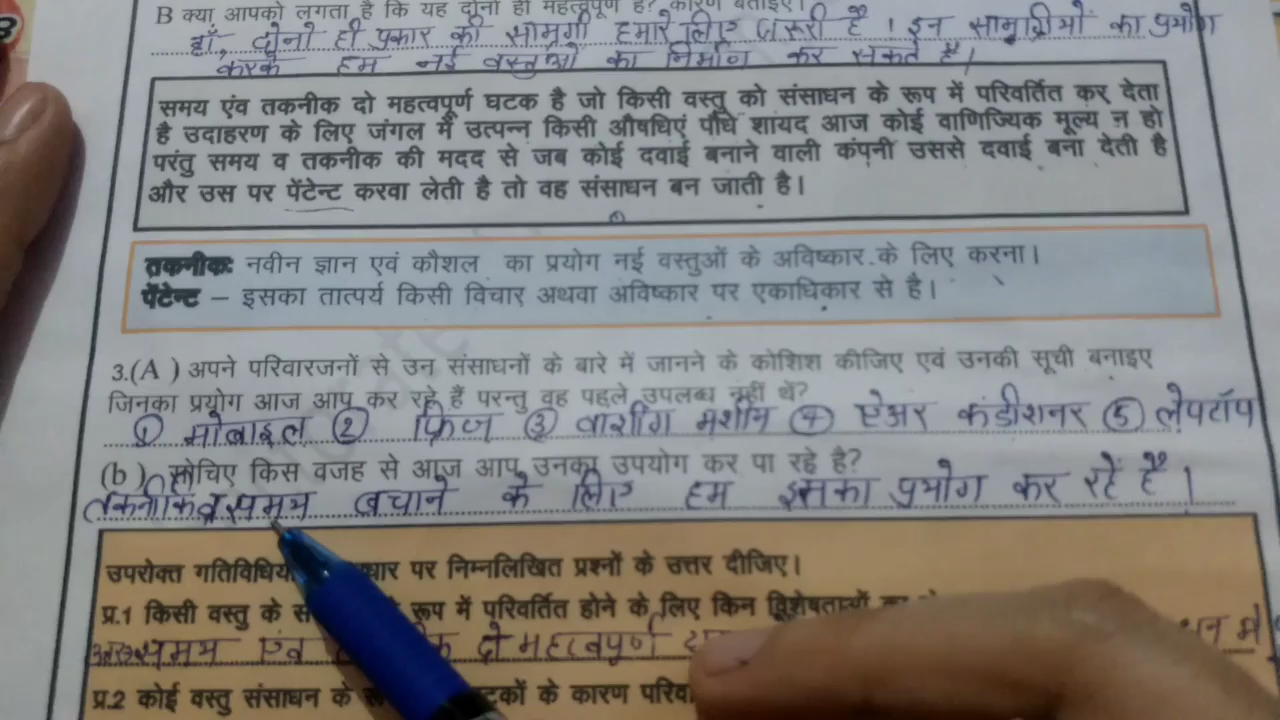 B क्या आपको लगता है कि यह दोनों ही महत्वपूर्ण है? कारण बताइए।
हाँ, दोनो ही प्रकार की सामग्री हमारे लिए जरूरी है। इन सामग्रीयों का प्रयोग
करके हम नई वस्तुओं का निर्माण कर सकते है।
समय एंव तकनीक दो महत्वपूर्ण घटक है जो किसी वस्तु को संसाधन के रूप में परिवर्तित कर देता
है उदाहरण के लिए जंगल में उत्पन्न किसी औषधिएं पौधे शायद आज कोई वाणिज्यिक मूल्य न हो
परंतु समय व तकनीक की मदद से जब कोई दवाई बनाने वाली कंपनी उससे दवाई बना देती है
और उस पर पेंटेन्ट करवा लेती है तो वह संसाधन बन जाती है।
तकनीकः नवीन ज्ञान एवं कौशल का प्रयोग नई वस्तुओं के अविष्कार के लिए करना।
पेंटेन्ट – इसका तात्पर्य किसी विचार अथवा अविष्कार पर एकाधिकार से है।
3.(A ) अपने परिवारजनों से उन संसाधनों के बारे में जानने के कोशिश कीजिए एवं उनकी सूची बनाइए
जिनका प्रयोग आज आप कर रहे हैं परन्तु वह पहले उपलब्ध नहीं थे?
① मोबाइल ② फ्रिज ③ वाशींग मशीन ④ ऐअर कंडीशनर ⑤ लेपटॉप
(b ) सोचिए किस वजह से आज आप उनका उपयोग कर पा रहे है?
तकनीकि व समय बचाने के लिए हम इसका प्रयोग कर रहें है।
उपरोक्त गतिविधिय धार पर निम्नलिखित प्रश्नों के उत्तर दीजिए।
प्र.1 किसी वस्तु के रूप में परिवर्तित होने के लिए किन विशेषताओं
समय एंव दो महत्वपूर्ण
प्र.2 कोई वस्तु संसाधन के टकों के कारण